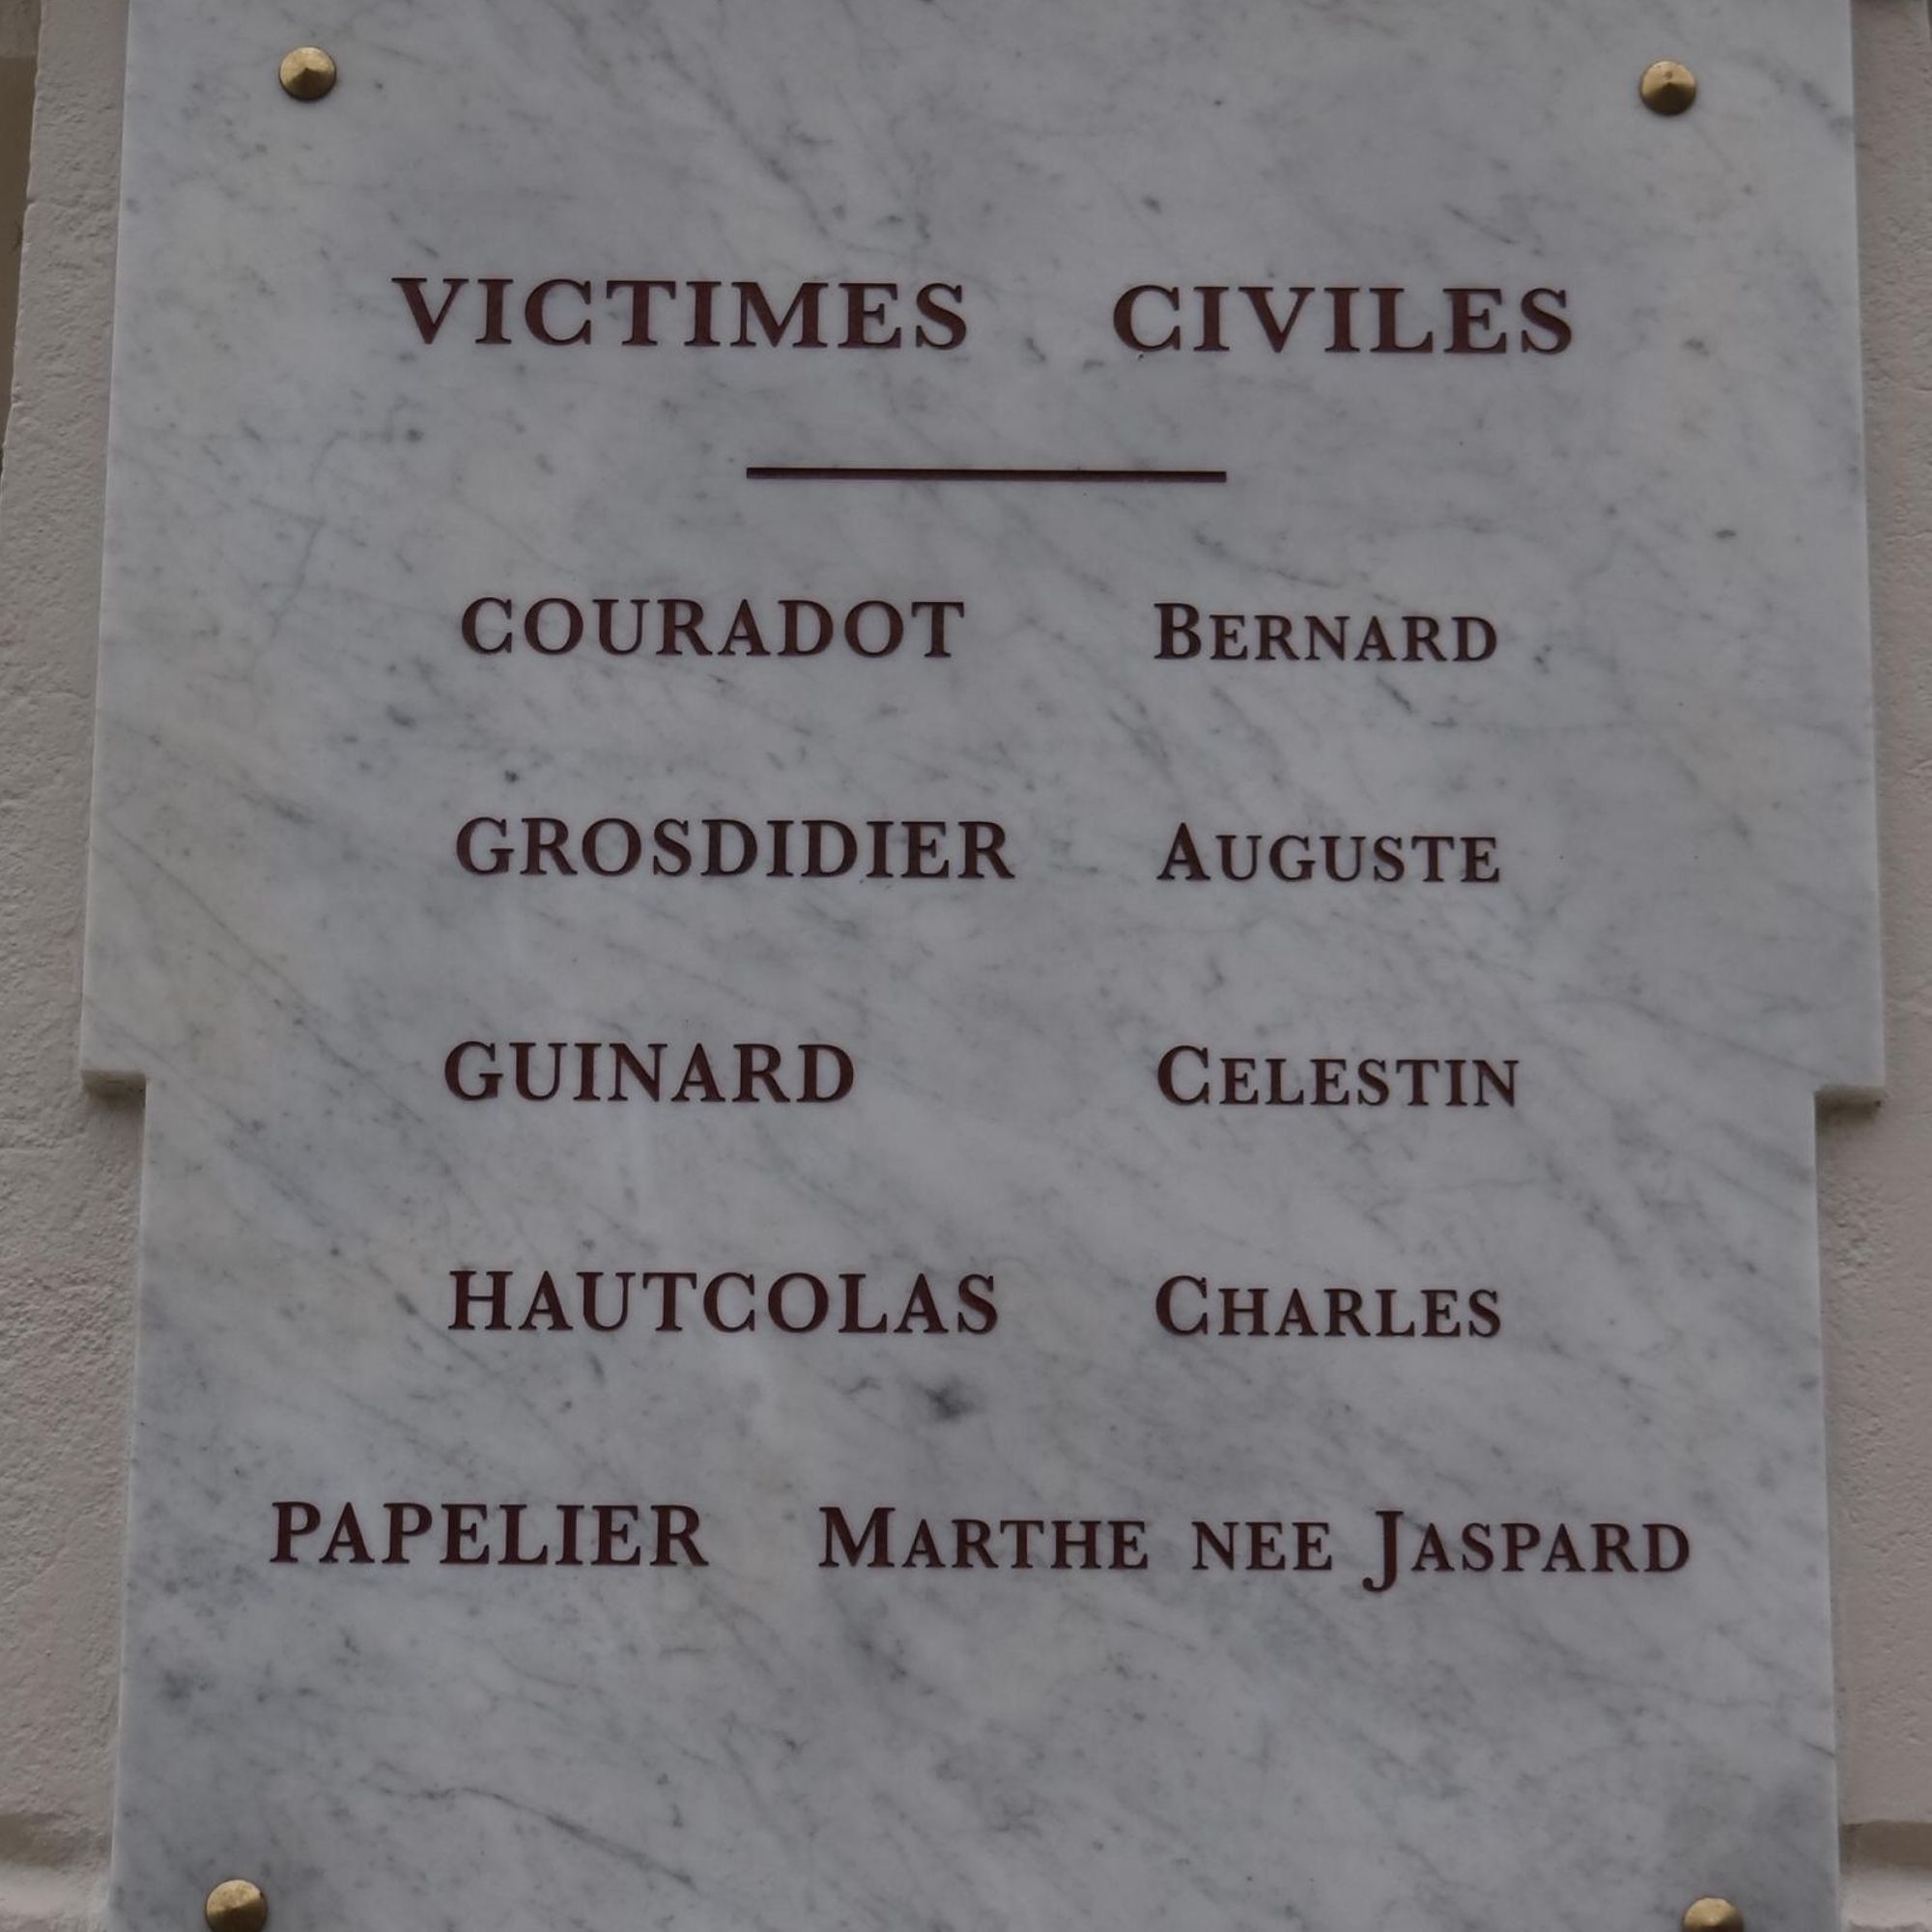 VICTIMES CIVILES
COURADOT BERNARD
GROSDIDIER AUGUSTE
GUINARD CELESTIN
HAUTCOLAS CHARLES
PAPELIER MARTHE NEE JASPARD